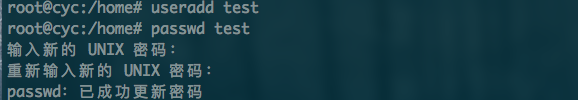 root@cyc:/home# useradd test
root@cyc:/home# passwd test
输入新的 UNIX 密码：
重新输入新的 UNIX 密码：
passwd：已成功更新密码